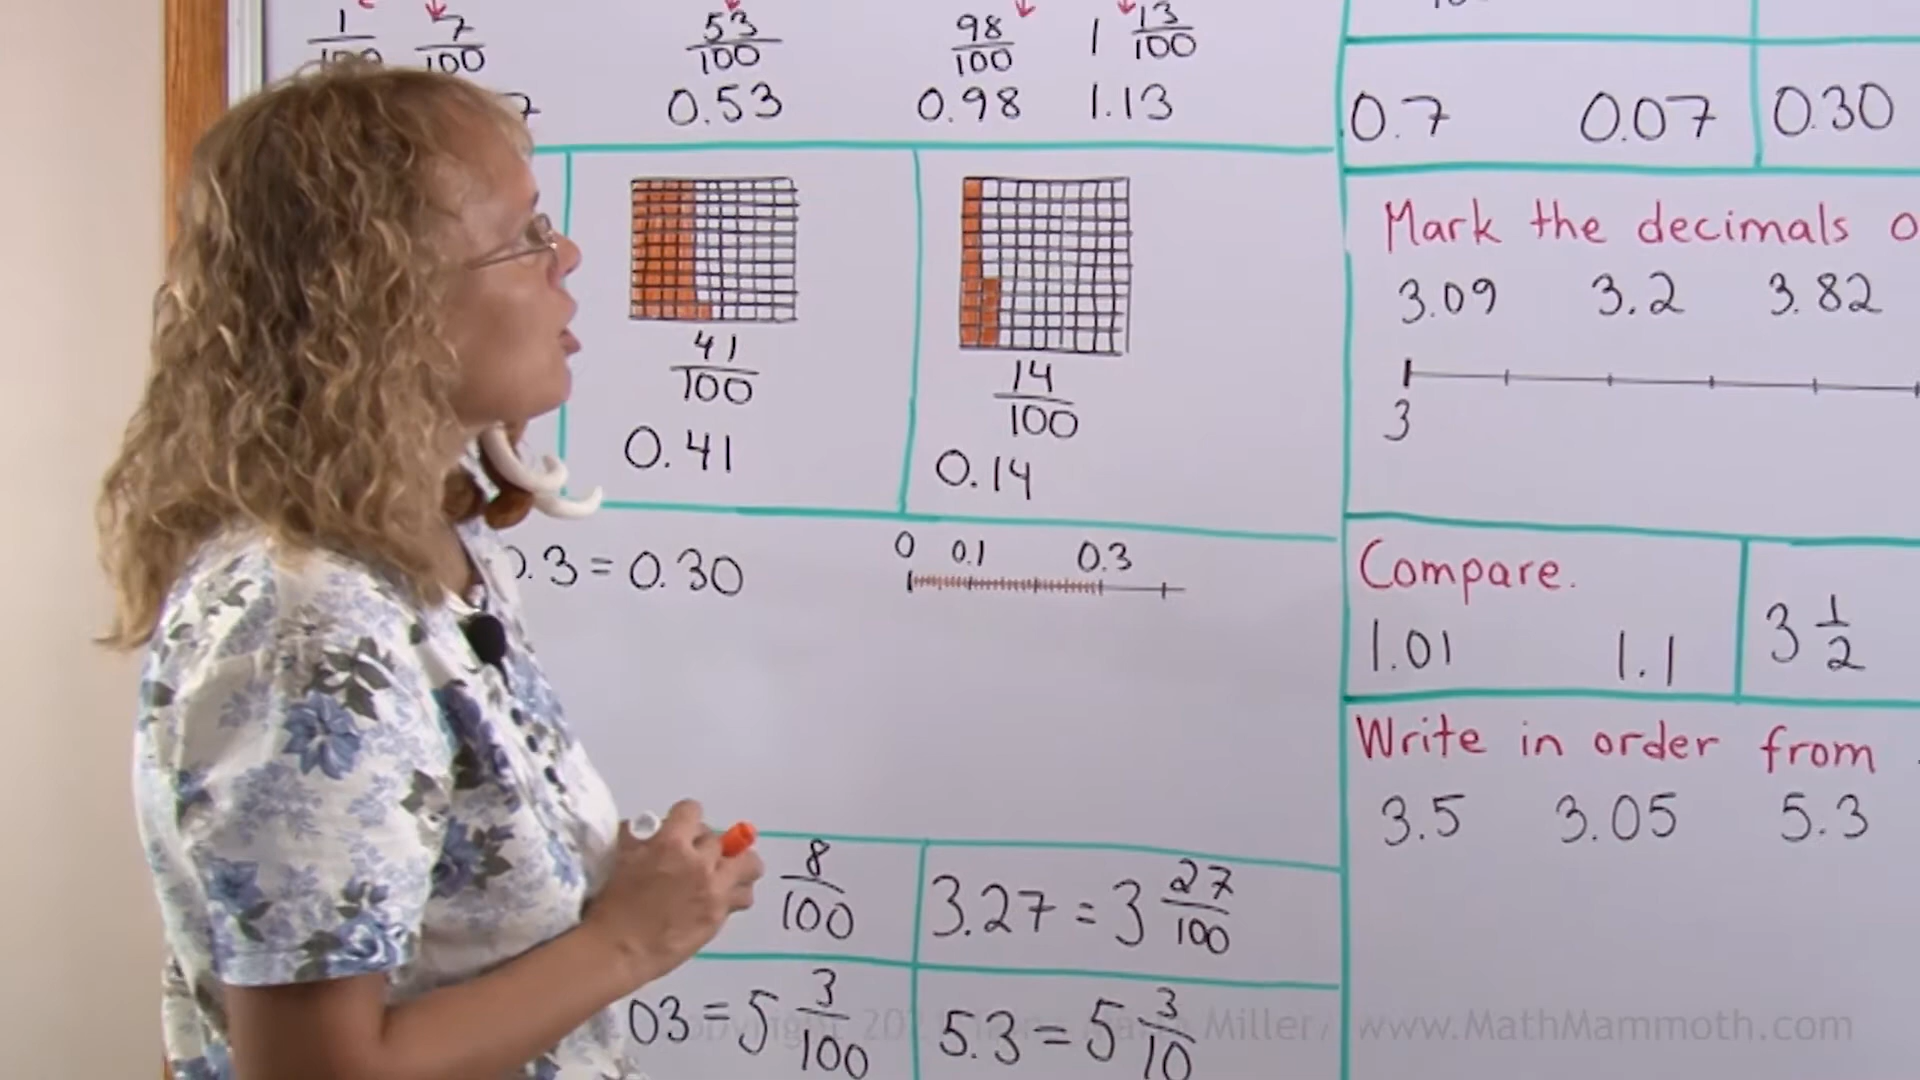 1/100 7/100 53/100 98/100 1 13/100
7 0.53 0.98 1.13
41/100
0.41
14/100
0.14
0.3 = 0.30
0 0.1 0.3
8/100
3.27 = 3 27/100
03 = 5 3/100
5.3 = 5 3/10
0.7 0.07 0.30
Mark the decimals o
3.09 3.2 3.82
3
Compare.
1.01 1.1
3 1/2
Write in order from
3.5 3.05 5.3
Miller / www.MathMammoth.com